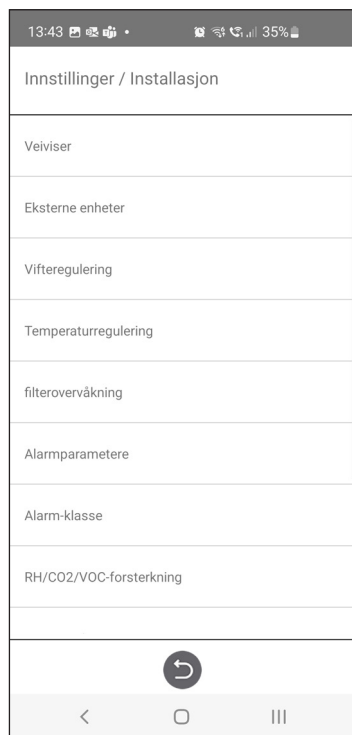 13:43 35%
Innstillinger / Installasjon
Veiviser
Eksterne enheter
Vifteregulering
Temperaturregulering
filterovervåkning
Alarmparametere
Alarm-klasse
RH/CO2/VOC-forsterkning